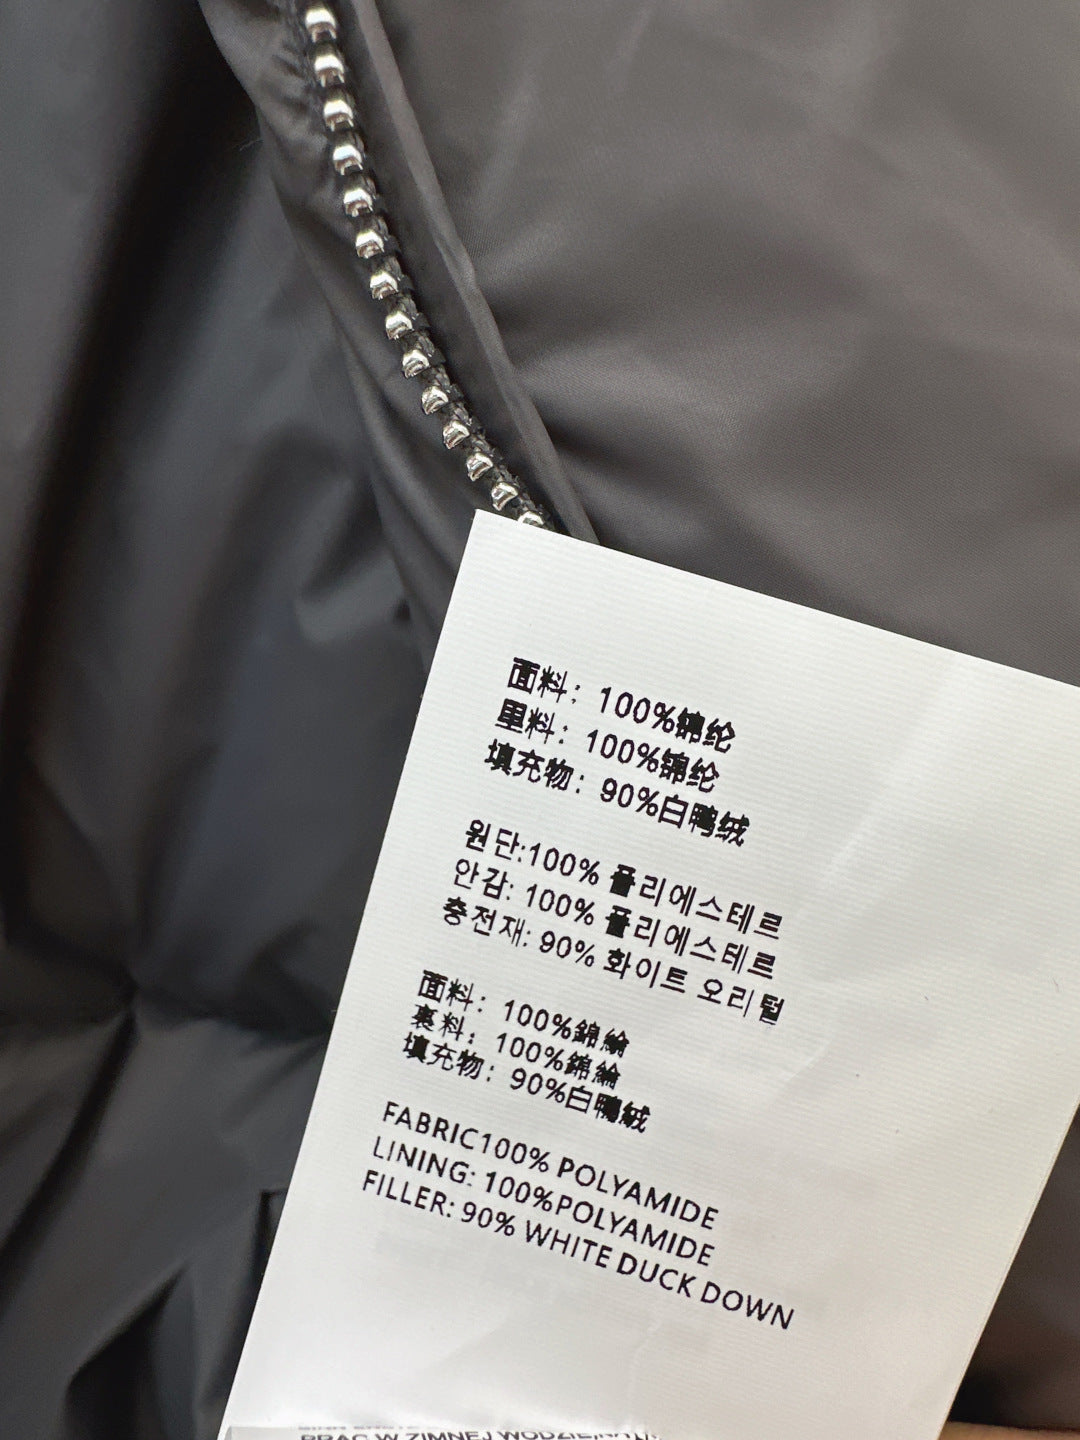 面料：100%锦纶
里料：100%锦纶
填充物：90%白鸭绒
원단:100% 폴리에스테르
안감: 100% 폴리에스테르
충전재: 90% 화이트 오리털
面料：100%錦綸
裏料：100%錦綸
填充物：90%白鴨絨
FABRIC100% POLYAMIDE
LINING: 100%POLYAMIDE
FILLER: 90% WHITE DUCK DOWN
PRAC W ZIMNEJ WODZIE,